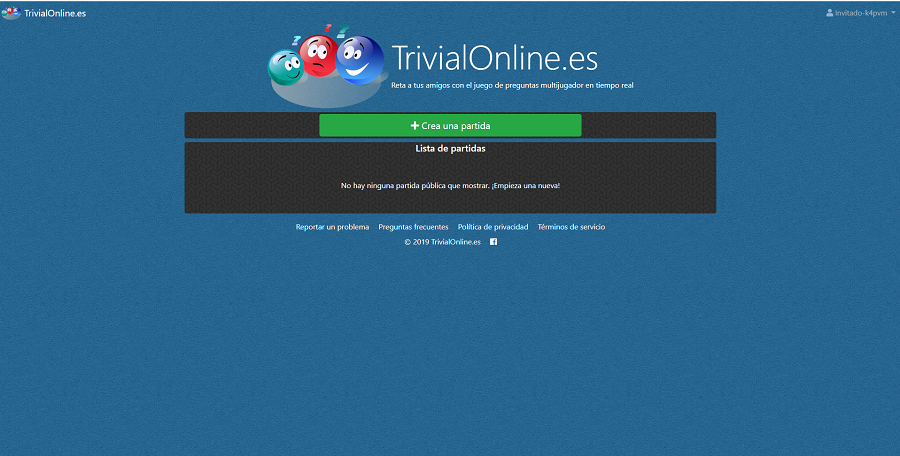 TrivialOnline.es
Invitado-k4pvm
TrivialOnline.es
Reta a tus amigos con el juego de preguntas multijugador en tiempo real
Crea una partida
Lista de partidas
No hay ninguna partida pública que mostrar. ¡Empieza una nueva!
Reportar un problema Preguntas frecuentes Política de privacidad Términos de servicio
© 2019 TrivialOnline.es